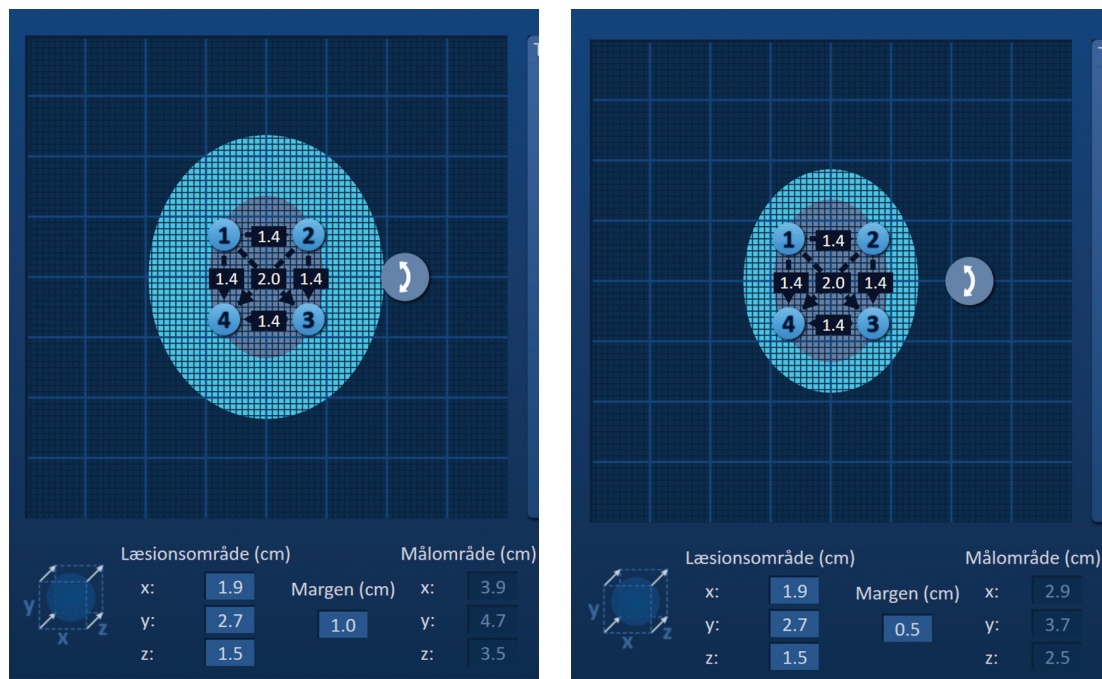 1 1.4 2
1.4 2.0 1.4
4 1.4 3
Læsionsområde (cm)
Målområde (cm)
x: 1.9
Margen (cm)
x: 3.9
y: 2.7
1.0
y: 4.7
z: 1.5
z: 3.5
y
x
z
1 1.4 2
1.4 2.0 1.4
4 1.4 3
Læsionsområde (cm)
Målområde (cm)
x: 1.9
Margen (cm)
x: 2.9
y: 2.7
0.5
y: 3.7
z: 1.5
z: 2.5
y
x
z